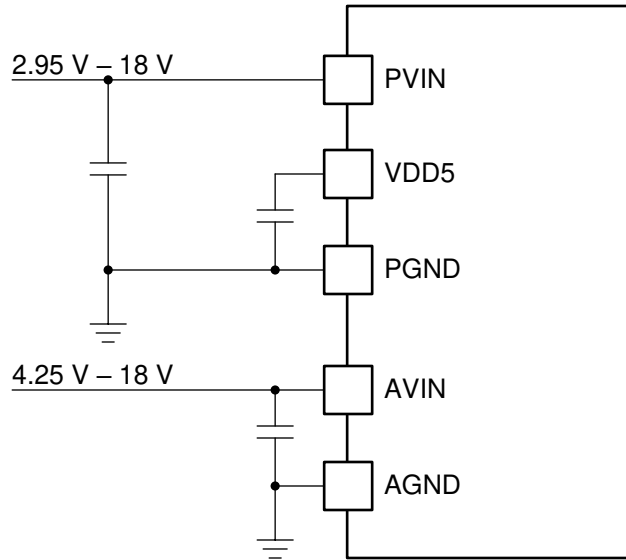 2.95 V – 18 V
PVIN
VDD5
PGND
4.25 V – 18 V
AVIN
AGND